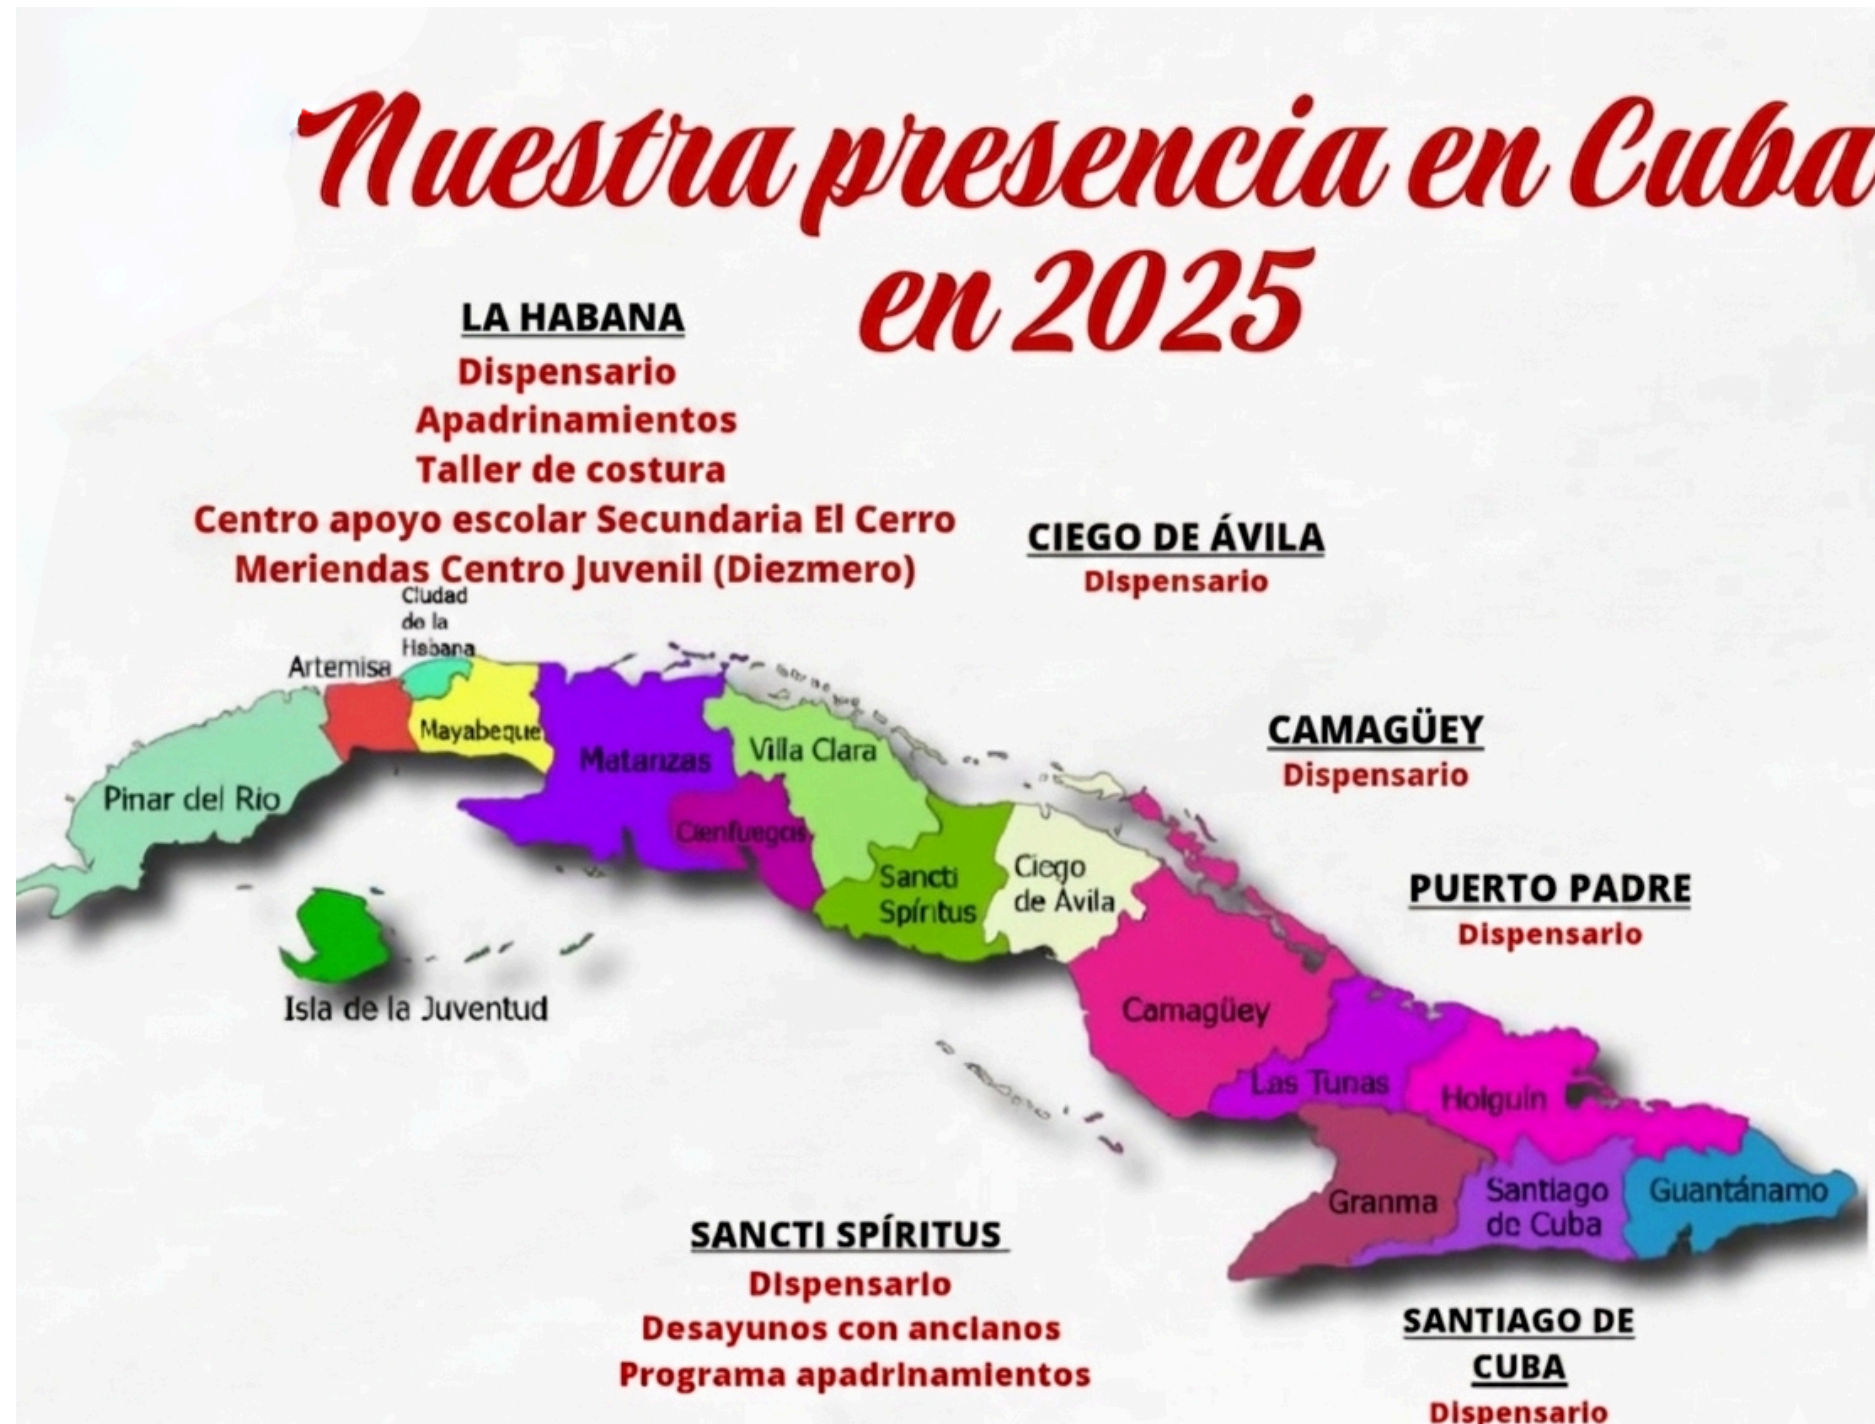 Nuestra presencia en Cuba
en 2025
LA HABANA
Dispensario
Apadrinamientos
Taller de costura
Centro apoyo escolar Secundaria El Cerro
Meriendas Centro Juvenil (Diezmero)
CIEGO DE ÁVILA
Dispensario
CAMAGÜEY
Dispensario
PUERTO PADRE
Dispensario
Ciudad
de la
Habana
Artemisa
Mayabeque
Matanzas
Villa Clara
Pinar del Rio
Cienfuegos
Sancti
Spíritus
Ciego
de Ávila
Isla de la Juventud
Camagüey
Las Tunas
Holguín
Granma
Santiago
de Cuba
Guantánamo
SANCTI SPÍRITUS
Dispensario
Desayunos con ancianos
Programa apadrinamientos
SANTIAGO DE
CUBA
Dispensario